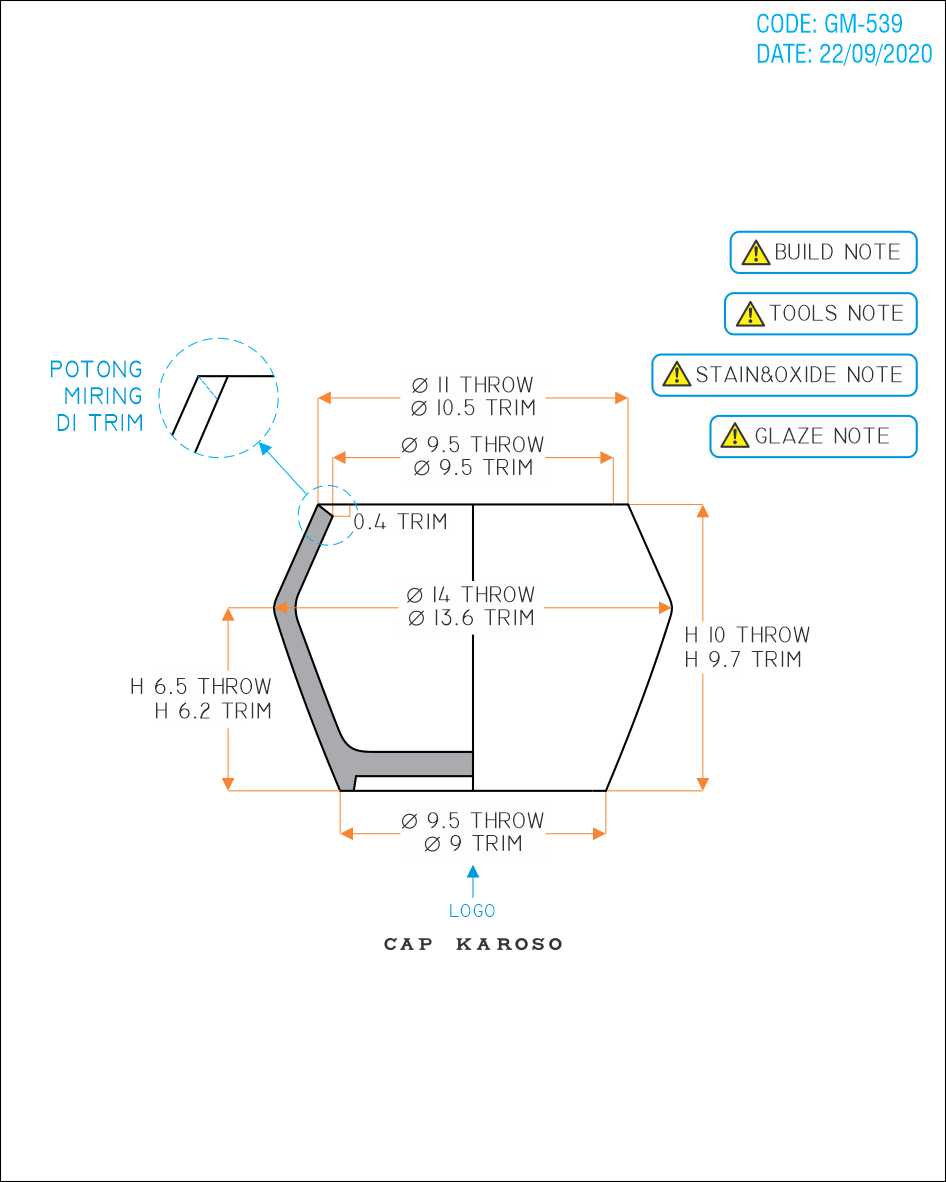 CODE: GM-539
DATE: 22/09/2020
BUILD NOTE
TOOLS NOTE
STAIN&OXIDE NOTE
GLAZE NOTE
POTONG
MIRING
DI TRIM
Ø 11 THROW
Ø 10.5 TRIM
Ø 9.5 THROW
Ø 9.5 TRIM
0.4 TRIM
Ø 14 THROW
Ø 13.6 TRIM
H 10 THROW
H 9.7 TRIM
H 6.5 THROW
H 6.2 TRIM
Ø 9.5 THROW
Ø 9 TRIM
LOGO
CAP KAROSO